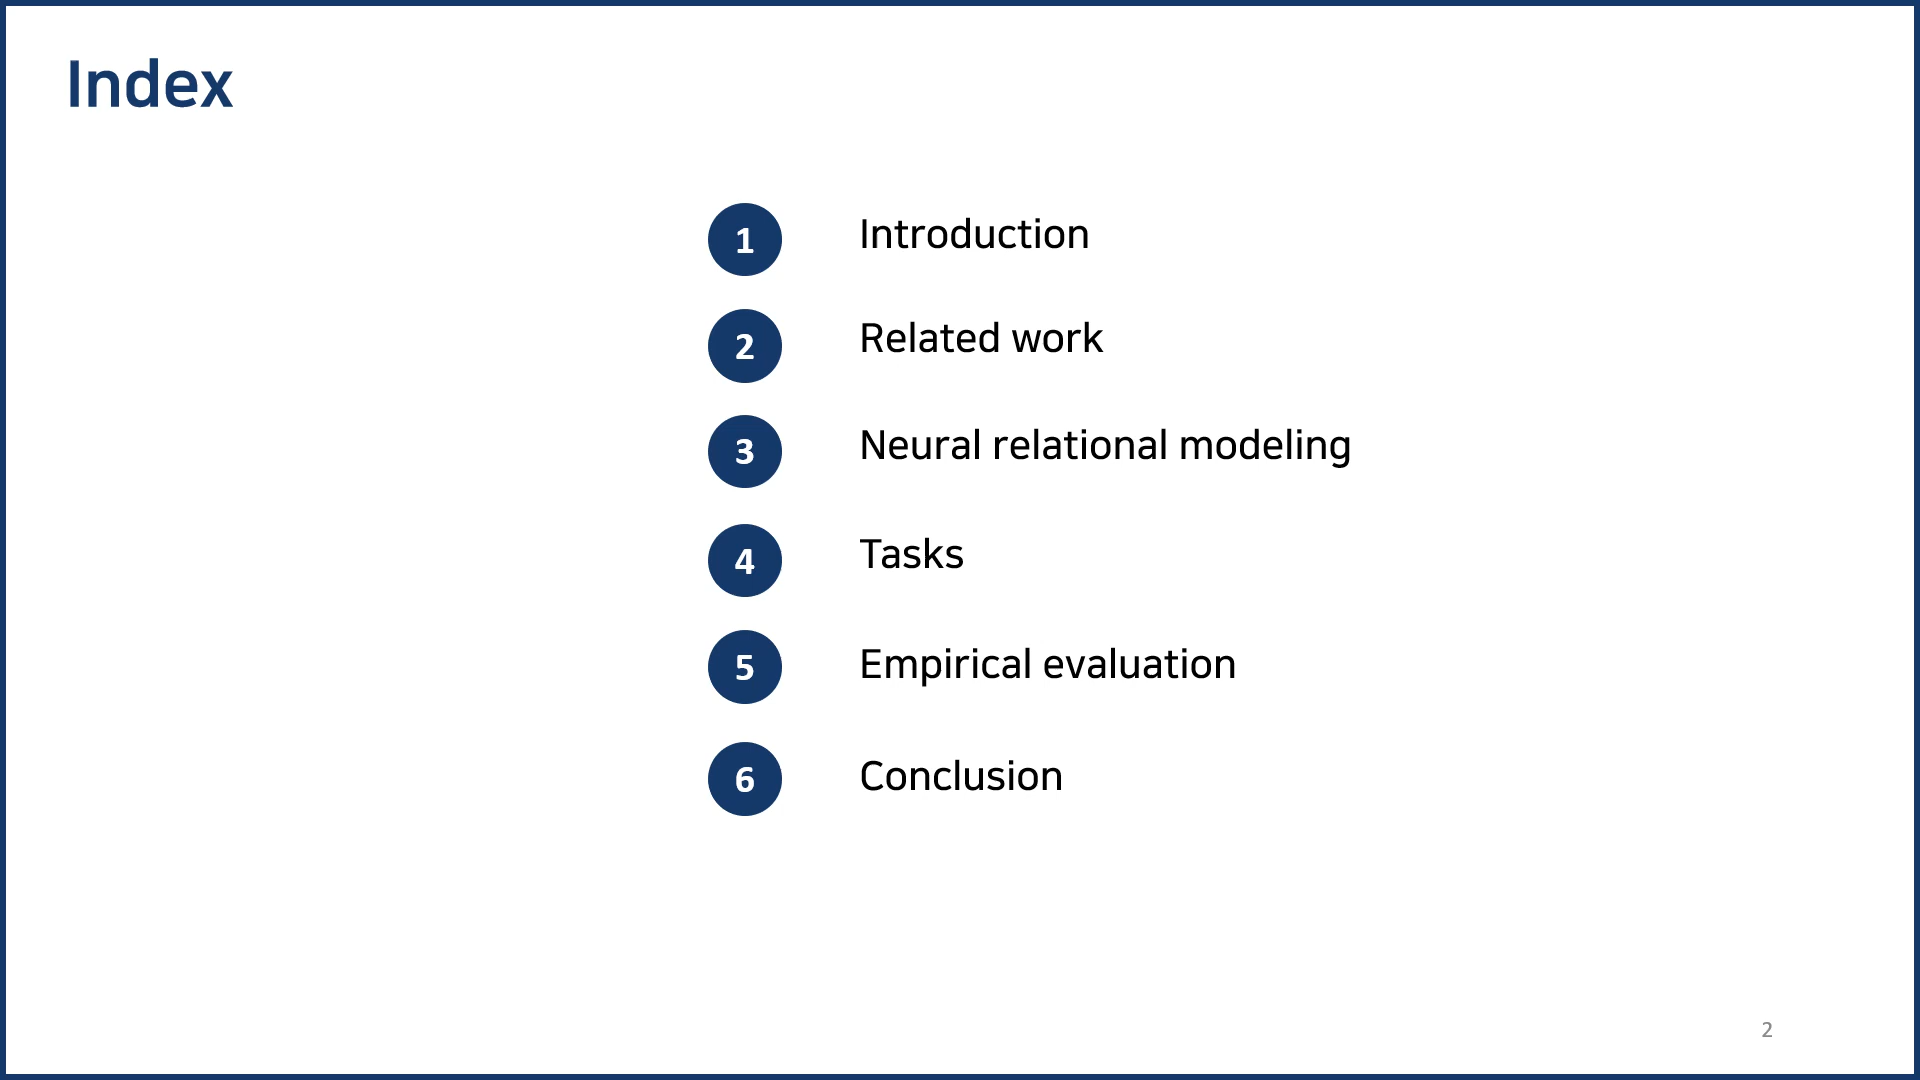 Index
1 Introduction
2 Related work
3 Neural relational modeling
4 Tasks
5 Empirical evaluation
6 Conclusion
2